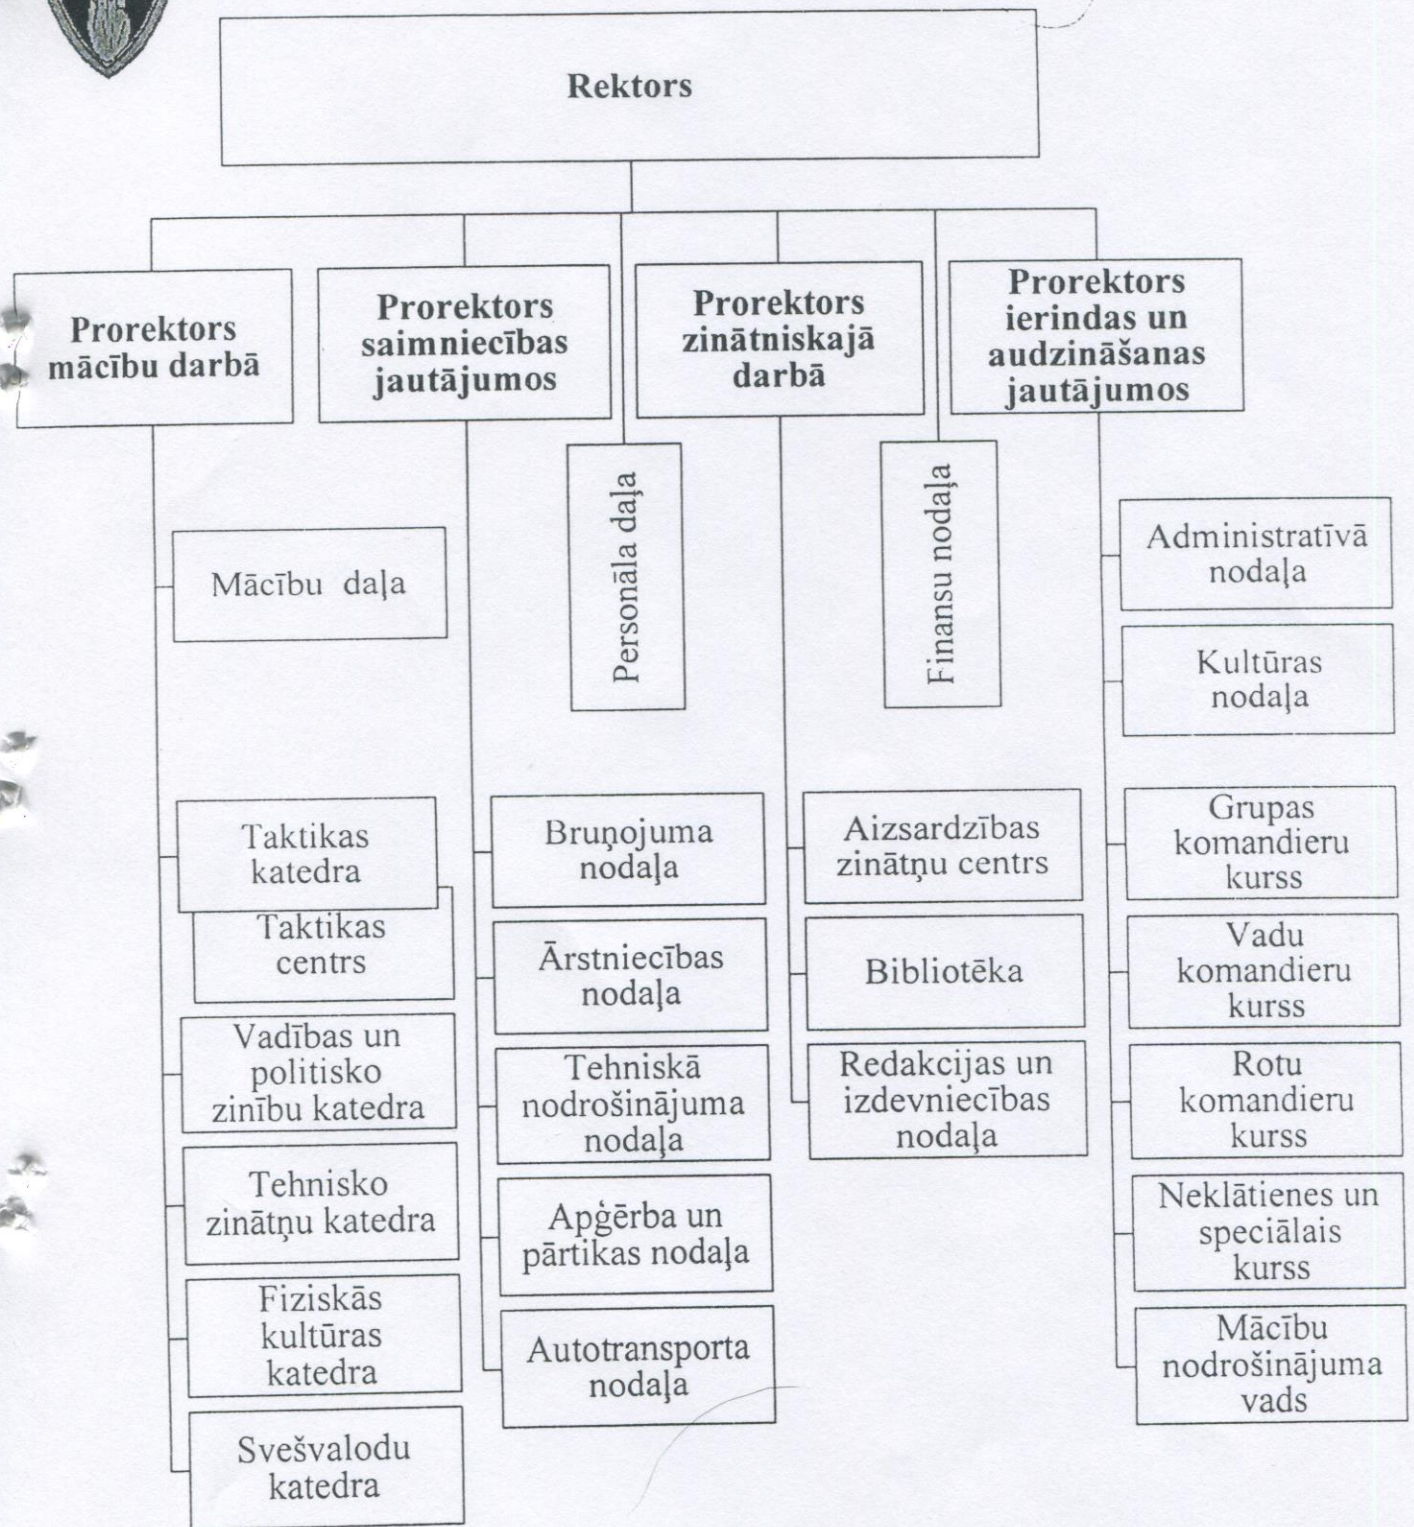 Rektors
Prorektors
mācību darbā
Prorektors
saimniecības
jautājumos
Prorektors
zinātniskajā
darbā
Prorektors
ierindas un
audzināšanas
jautājumos
Personāla daļa
Finansu nodaļa
Mācību daļa
Taktikas
katedra
Taktikas
centrs
Vadības un
politisko
zinību katedra
Tehnisko
zinātņu katedra
Fiziskās
kultūras
katedra
Svešvalodu
katedra
Bruņojuma
nodaļa
Ārstniecības
nodaļa
Tehniskā
nodrošinājuma
nodaļa
Apģērba un
pārtikas nodaļa
Autotransporta
nodaļa
Aizsardzības
zinātņu centrs
Bibliotēka
Redakcijas un
izdevniecības
nodaļa
Administratīvā
nodaļa
Kultūras
nodaļa
Grupas
komandieru
kurss
Vadu
komandieru
kurss
Rotu
komandieru
kurss
Neklātienes un
speciālais
kurss
Mācību
nodrošinājuma
vads